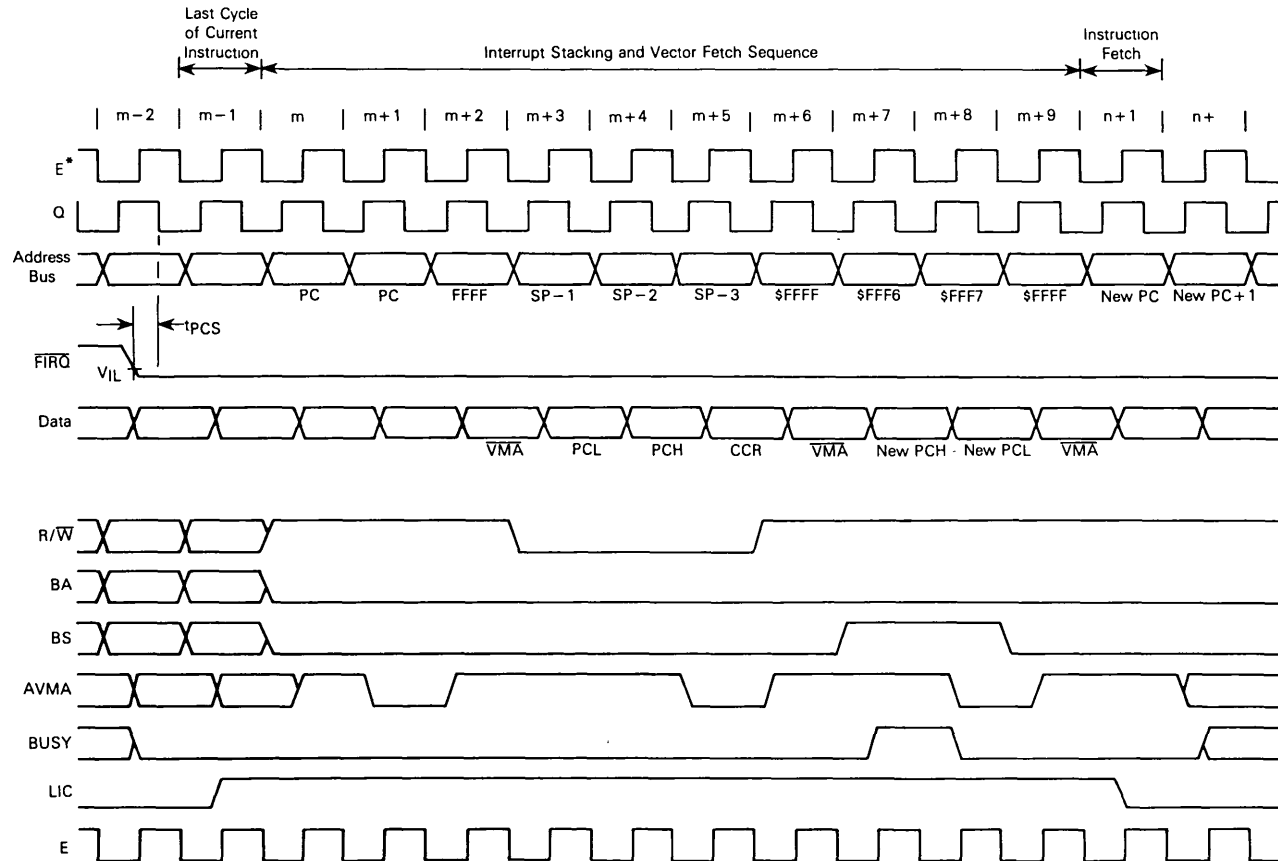 Last Cycle
of Current
Instruction
Interrupt Stacking and Vector Fetch Sequence
Instruction
Fetch
m-2 m-1 m m+1 m+2 m+3 m+4 m+5 m+6 m+7 m+8 m+9 n+1 n+
E*
Q
Address
Bus
PC PC FFFF SP-1 SP-2 SP-3 $FFFF $FFF6 $FFF7 $FFFF New PC New PC+1
tPCS
FIRQ
VIL
Data
VMA PCL PCH CCR VMA New PCH New PCL VMA
R/W
BA
BS
AVMA
BUSY
LIC
E